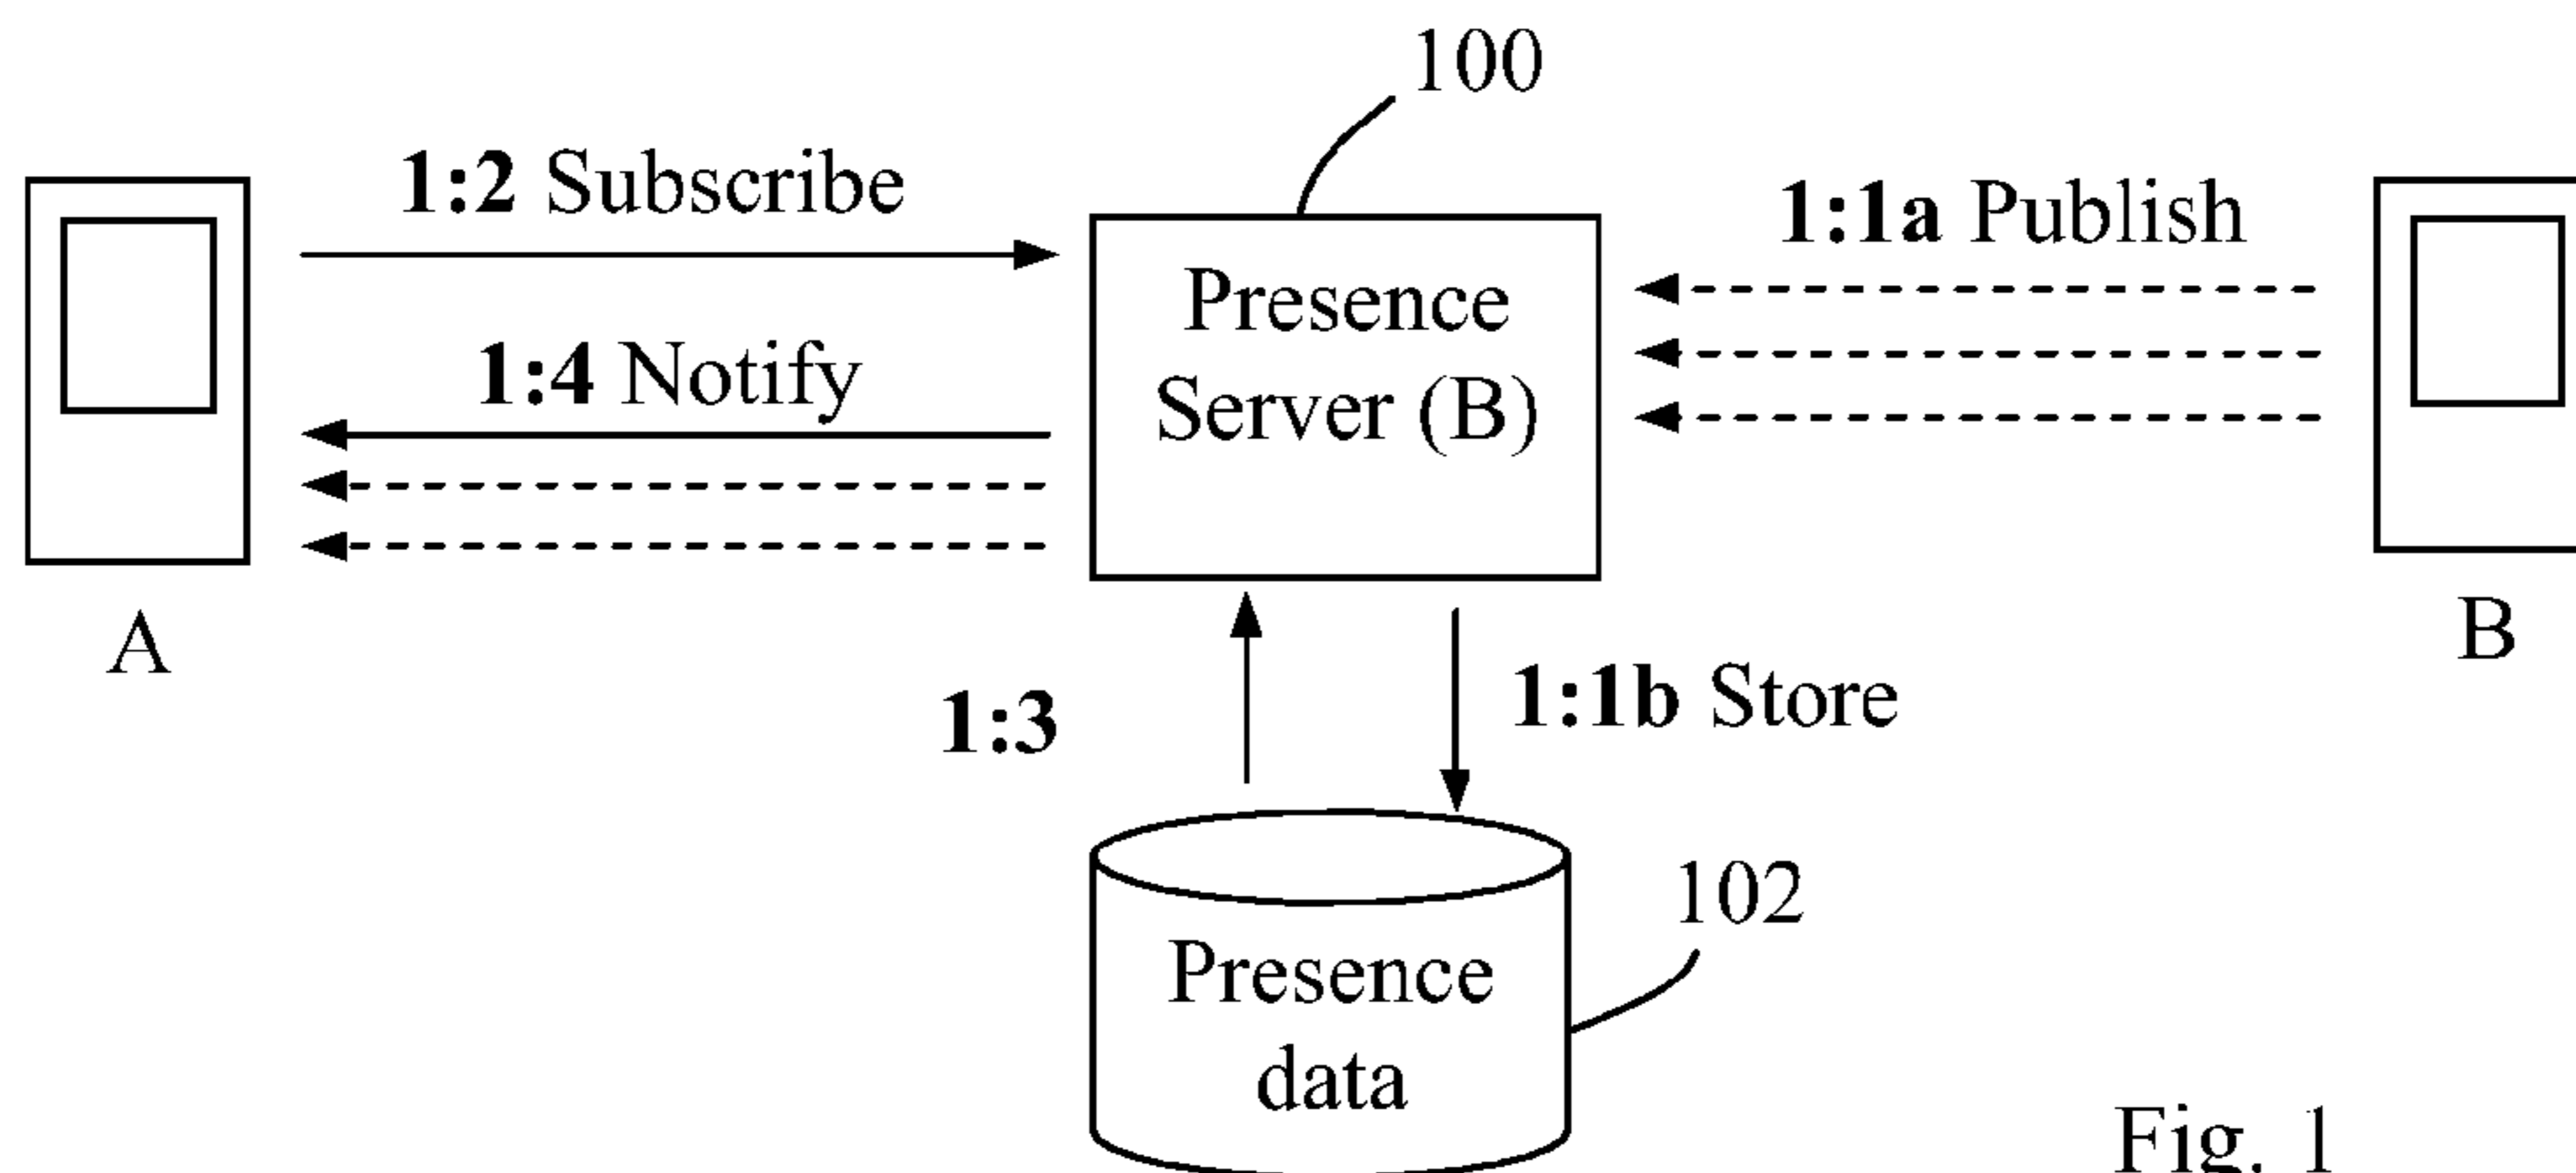 100
1:2 Subscribe
1:1a Publish
Presence
Server (B)
1:4 Notify
A
B
1:3
1:1b Store
102
Presence
data
Fig. 1